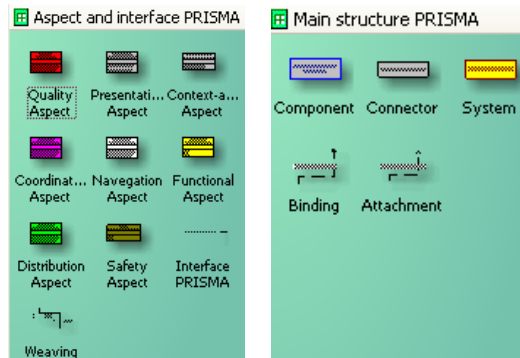 Aspect and interface PRISMA
Quality Presentati... Context-a...
Aspect Aspect Aspect
Coordinat... Navegation Functional
Aspect Aspect Aspect
Distribution Safety Interface
Aspect Aspect PRISMA
Weaving
Main structure PRISMA
Component Connector System
Binding Attachment